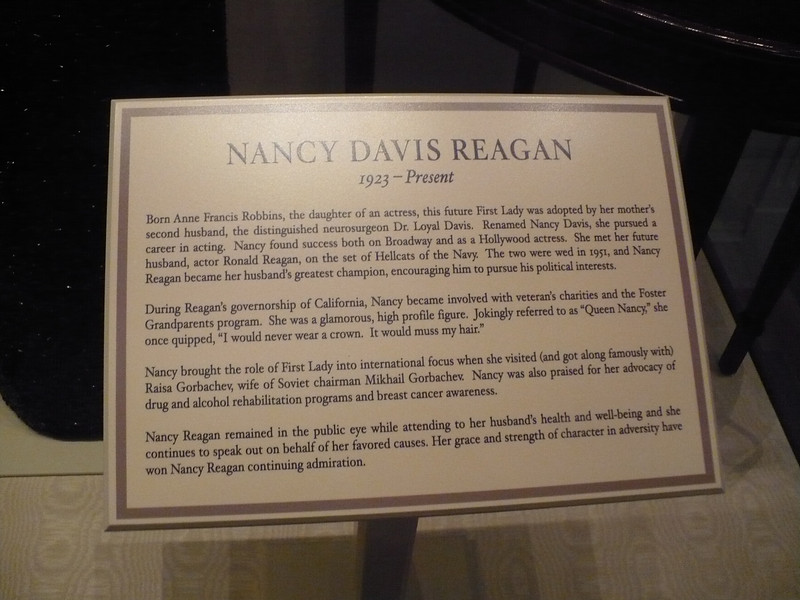 NANCY DAVIS REAGAN
1923–Present
Born Anne Francis Robbins, the daughter of an actress, this future First Lady was adopted by her mother's
second husband, the distinguished neurosurgeon Dr. Loyal Davis. Renamed Nancy Davis, she pursued a
career in acting. Nancy found success both on Broadway and as a Hollywood actress. She met her future
husband, actor Ronald Reagan, on the set of Hellcats of the Navy. The two were wed in 1951, and Nancy
Reagan became her husband's greatest champion, encouraging him to pursue his political interests.
During Reagan's governorship of California, Nancy became involved with veteran's charities and the Foster
Grandparents program. She was a glamorous, high profile figure. Jokingly referred to as "Queen Nancy," she
once quipped, "I would never wear a crown. It would muss my hair."
Nancy brought the role of First Lady into international focus when she visited (and got along famously with)
Raisa Gorbachev, wife of Soviet chairman Mikhail Gorbachev. Nancy was also praised for her advocacy of
drug and alcohol rehabilitation programs and breast cancer awareness.
Nancy Reagan remained in the public eye while attending to her husband's health and well-being and she
continues to speak out on behalf of her favored causes. Her grace and strength of character in adversity have
won Nancy Reagan continuing admiration.